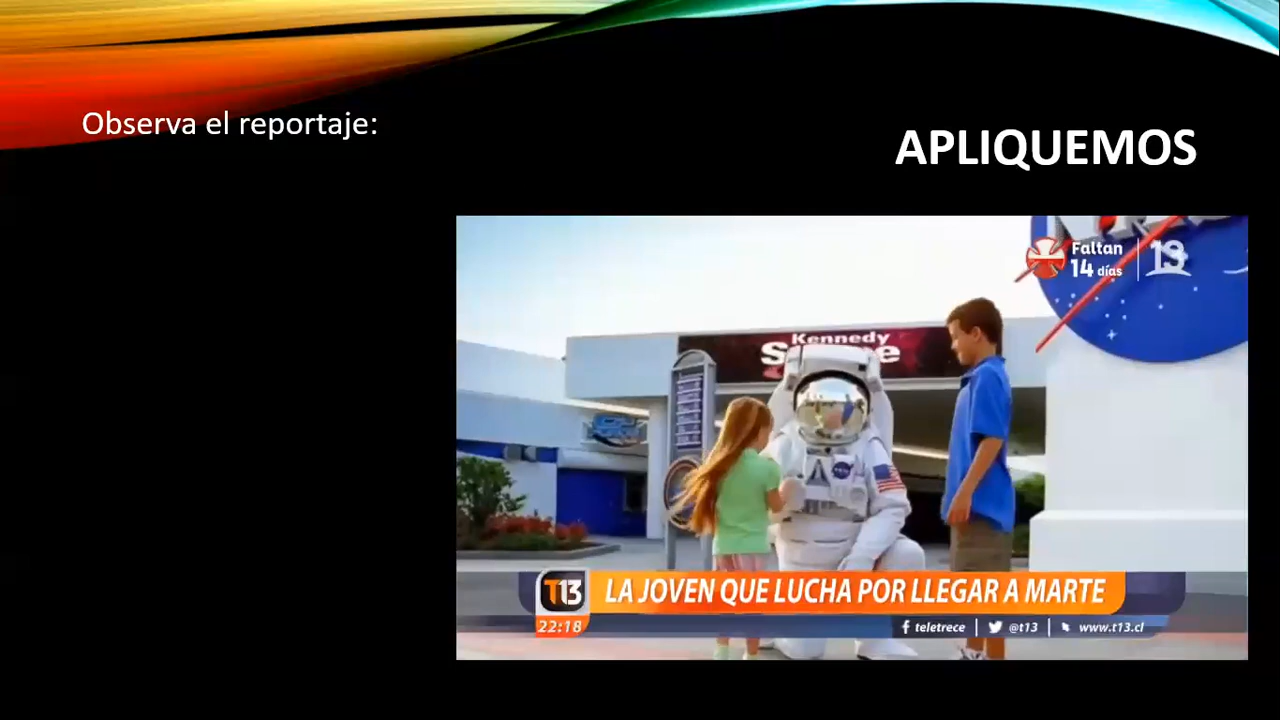 Observa el reportaje:
APLIQUEMOS
Faltan
14 días
13
Kennedy
T13
LA JOVEN QUE LUCHA POR LLEGAR A MARTE
22:18
teletrece
@t13
www.t13.cl